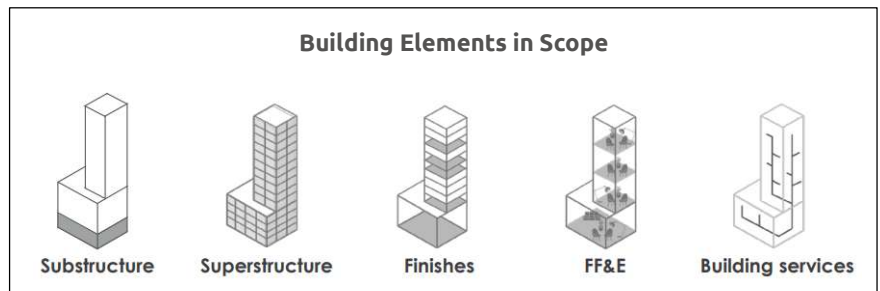 Building Elements in Scope
Substructure Superstructure Finishes FF&E Building services